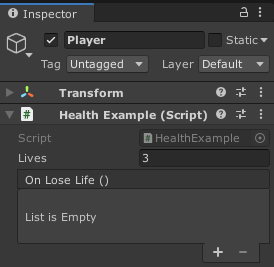 Inspector
Player
Static
Tag Untagged Layer Default
Transform
# Health Example (Script)
Script # HealthExample
Lives 3
On Lose Life ()
List is Empty
+ −